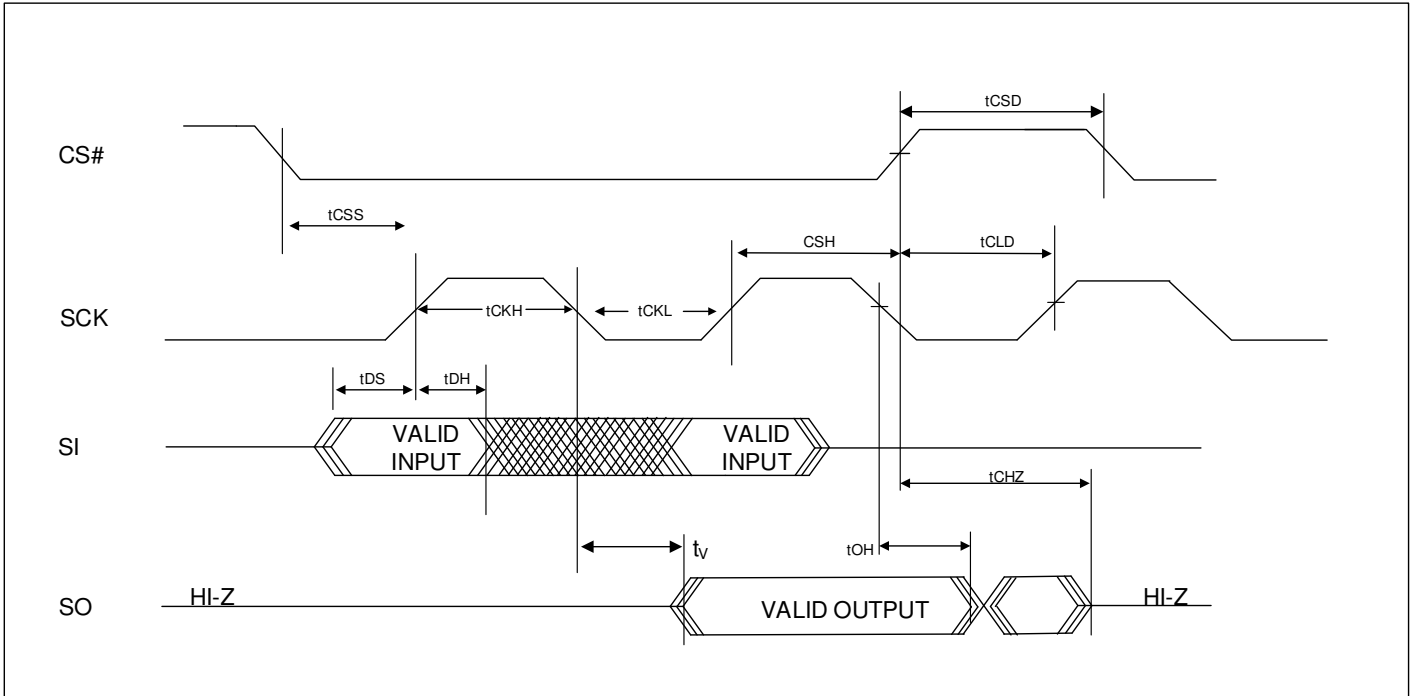 tCSD
CS#
tCSS
CSH
tCLD
tCKH
tCKL
SCK
tDS
tDH
VALID
INPUT
VALID
INPUT
SI
tCHZ
tV
tOH
HI-Z
HI-Z
SO
VALID OUTPUT